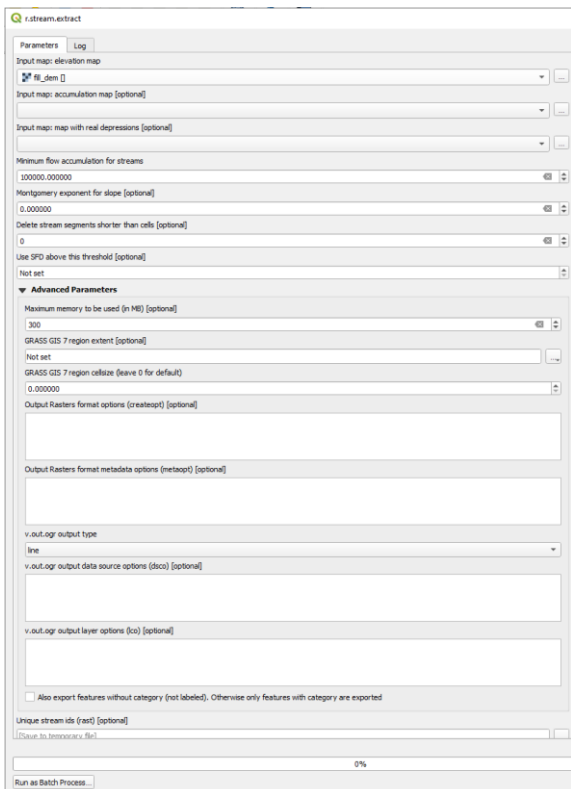 r.stream.extract
Parameters Log
Input map: elevation map
fill_dem []
...
Input map: accumulation map [optional]
...
Input map: map with real depressions [optional]
...
Minimum flow accumulation for streams
100000.000000
Montgomery exponent for slope [optional]
0.000000
Delete stream segments shorter than cells [optional]
0
Use SFD above this threshold [optional]
Not set
Advanced Parameters
Maximum memory to be used (in MB) [optional]
300
GRASS GIS 7 region extent [optional]
Not set
...
GRASS GIS 7 region cellsize (leave 0 for default)
0.000000
Output Rasters format options (createopt) [optional]
Output Rasters format metadata options (metaopt) [optional]
v.out.ogr output type
line
v.out.ogr output data source options (dsco) [optional]
v.out.ogr output layer options (lco) [optional]
Also export features without category (not labeled). Otherwise only features with category are exported
Unique stream ids (rast) [optional]
[Save to temporary file]
0%
Run as Batch Process...